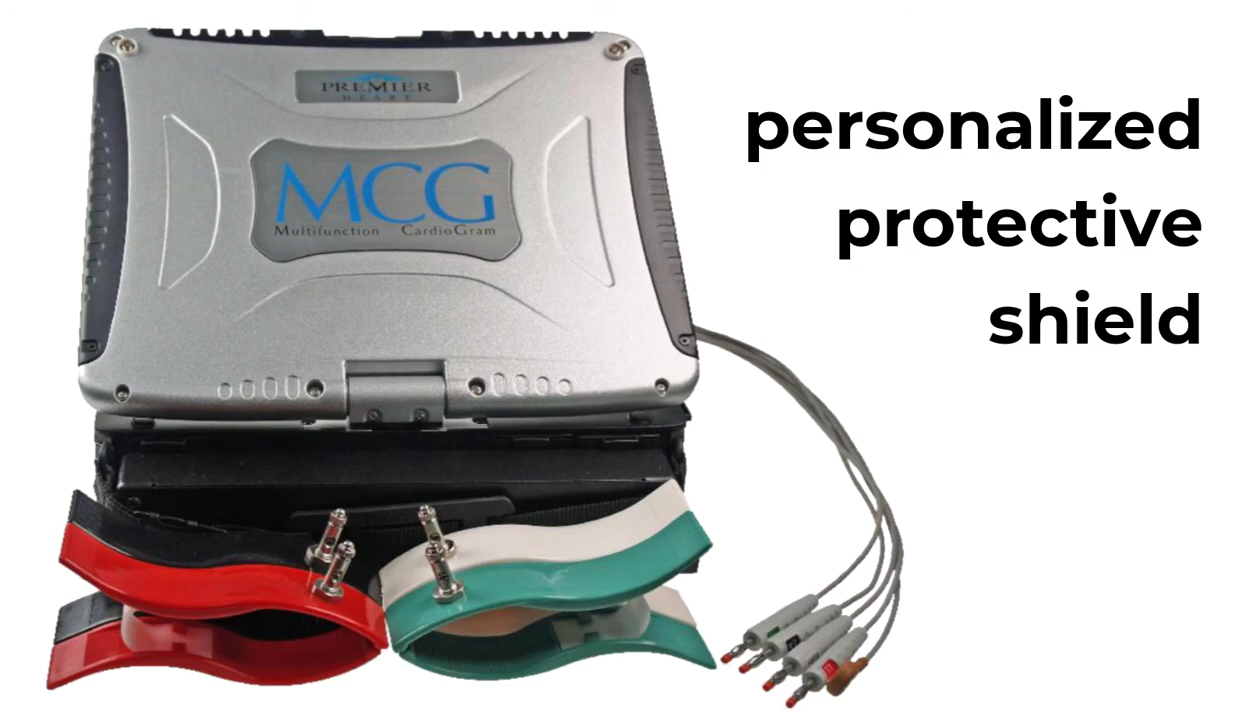 PREMIER
HEART
MCG
Multifunction CardioGram
personalized
protective
shield